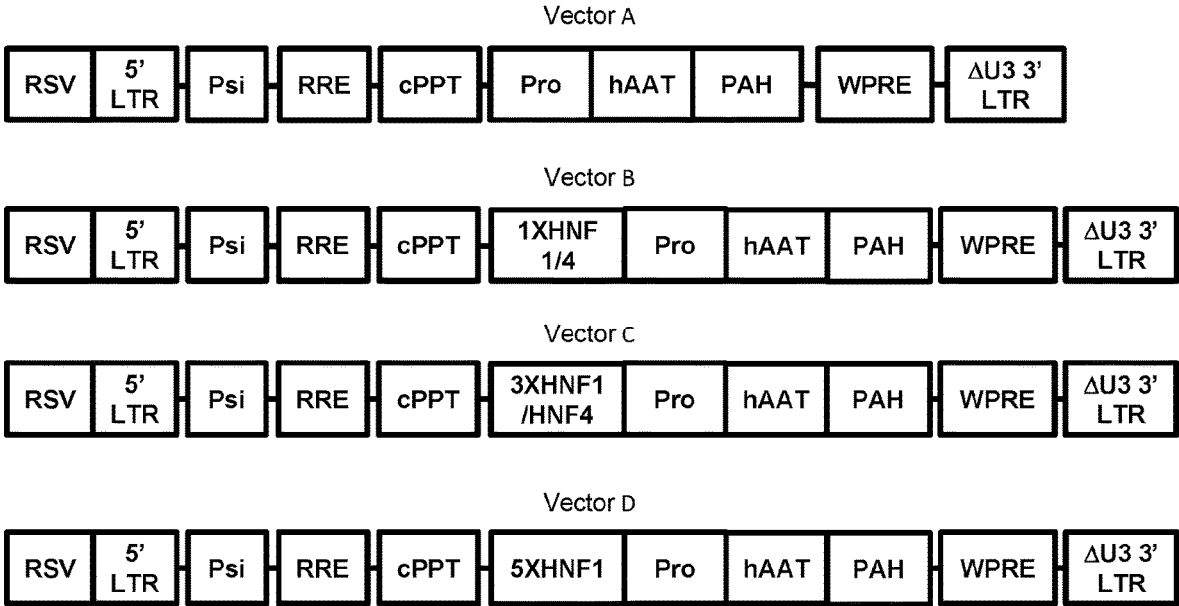 Vector A
RSV 5' LTR Psi RRE cPPT Pro hAAT PAH WPRE ΔU3 3' LTR
Vector B
RSV 5' LTR Psi RRE cPPT 1XHNF 1/4 Pro hAAT PAH WPRE ΔU3 3' LTR
Vector C
RSV 5' LTR Psi RRE cPPT 3XHNF1 /HNF4 Pro hAAT PAH WPRE ΔU3 3' LTR
Vector D
RSV 5' LTR Psi RRE cPPT 5XHNF1 Pro hAAT PAH WPRE ΔU3 3' LTR